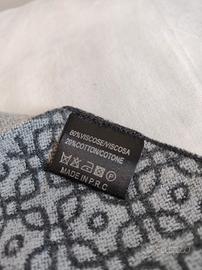 80%VISCOSE/VISCOSA
20%COTTON/COTONE
MADE IN P.R.C